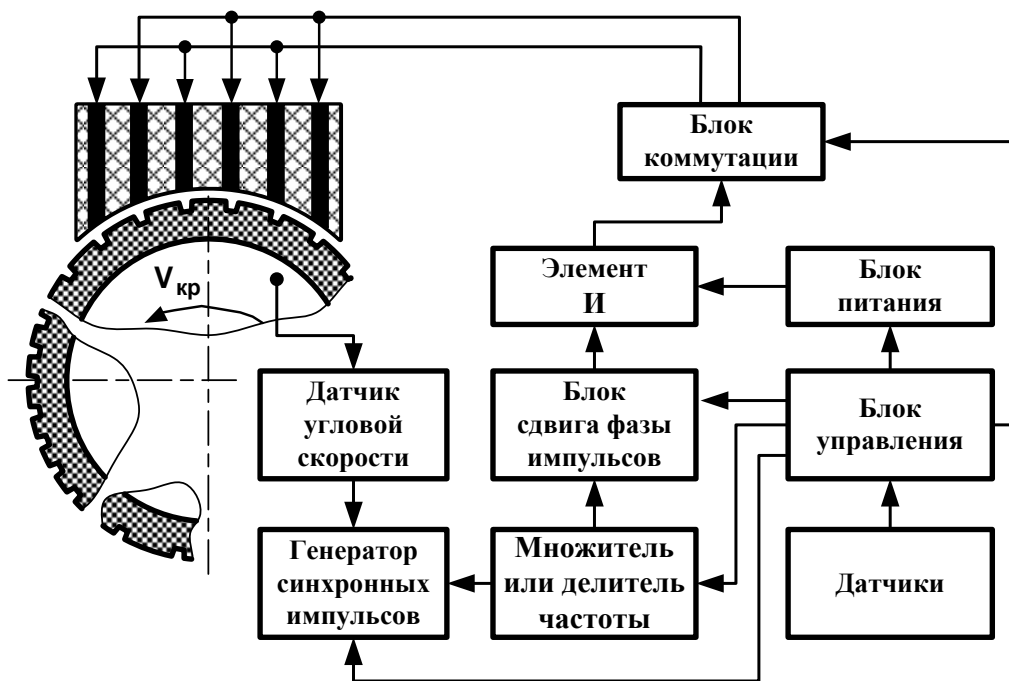 Блок
коммутации
Элемент
И
Блок
питания
Vкр
Датчик
угловой
скорости
Блок
сдвига фазы
импульсов
Блок
управления
Генератор
синхронных
импульсов
Множитель
или делитель
частоты
Датчики